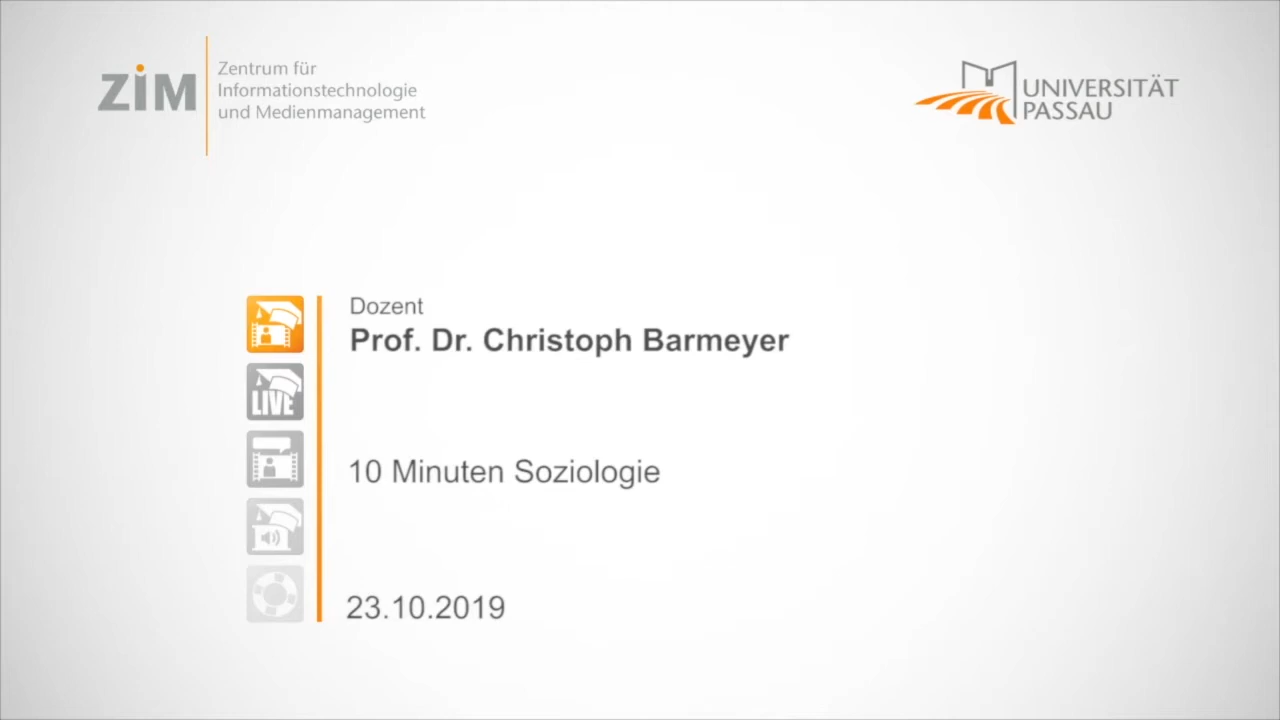 ZiM
Zentrum für
Informationstechnologie
und Medienmanagement
UNIVERSITÄT
PASSAU
Dozent
Prof. Dr. Christoph Barmeyer
LIVE
10 Minuten Soziologie
23.10.2019